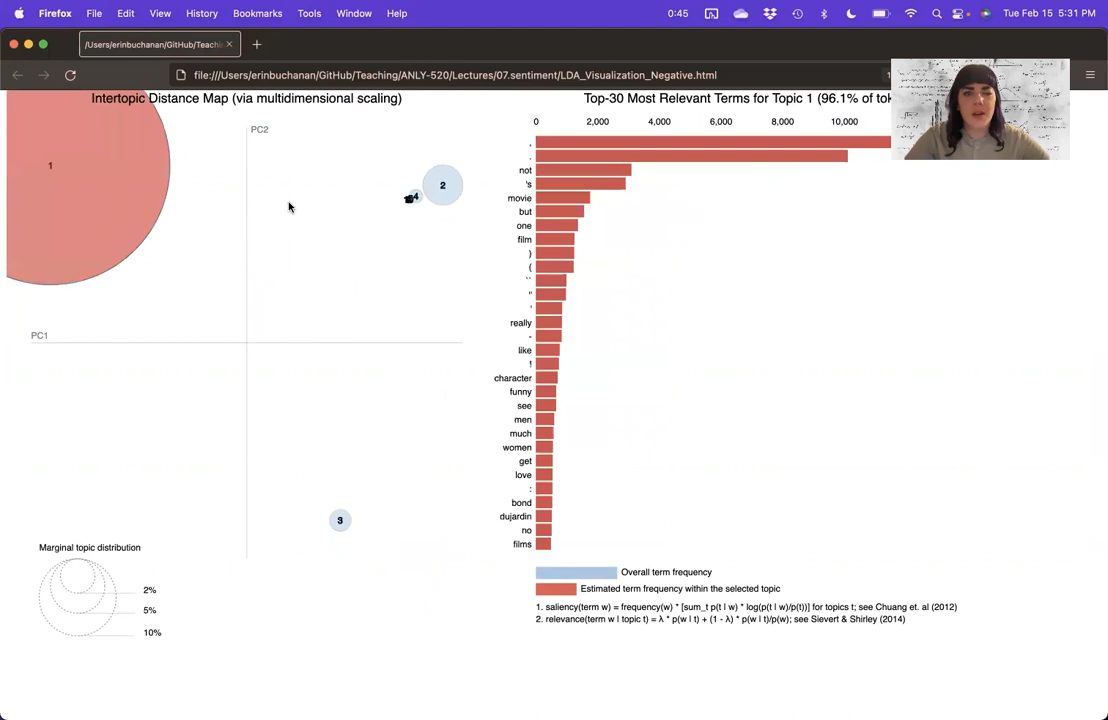 Firefox File Edit View History Bookmarks Tools Window Help 0:45 Tue Feb 15 5:31 PM
/Users/erinbuchanan/GitHub/Teachi
file:///Users/erinbuchanan/GitHub/Teaching/ANLY-520/Lectures/07.sentiment/LDA_Visualization_Negative.html
Intertopic Distance Map (via multidimensional scaling)
PC2
1
2
4
PC1
3
Marginal topic distribution
2%
5%
10%
Top-30 Most Relevant Terms for Topic 1 (96.1% of tok
0 2,000 4,000 6,000 8,000 10,000
,
.
not
's
movie
but
one
film
)
(
``
"
'
really
-
like
!
character
funny
see
men
much
women
get
love
:
bond
dujardin
no
films
Overall term frequency
Estimated term frequency within the selected topic
1. saliency(term w) = frequency(w) * [sum_t p(t | w) * log(p(t | w)/p(t))] for topics t; see Chuang et. al (2012)
2. relevance(term w | topic t) = λ * p(w | t) + (1 - λ) * p(w | t)/p(w); see Sievert & Shirley (2014)